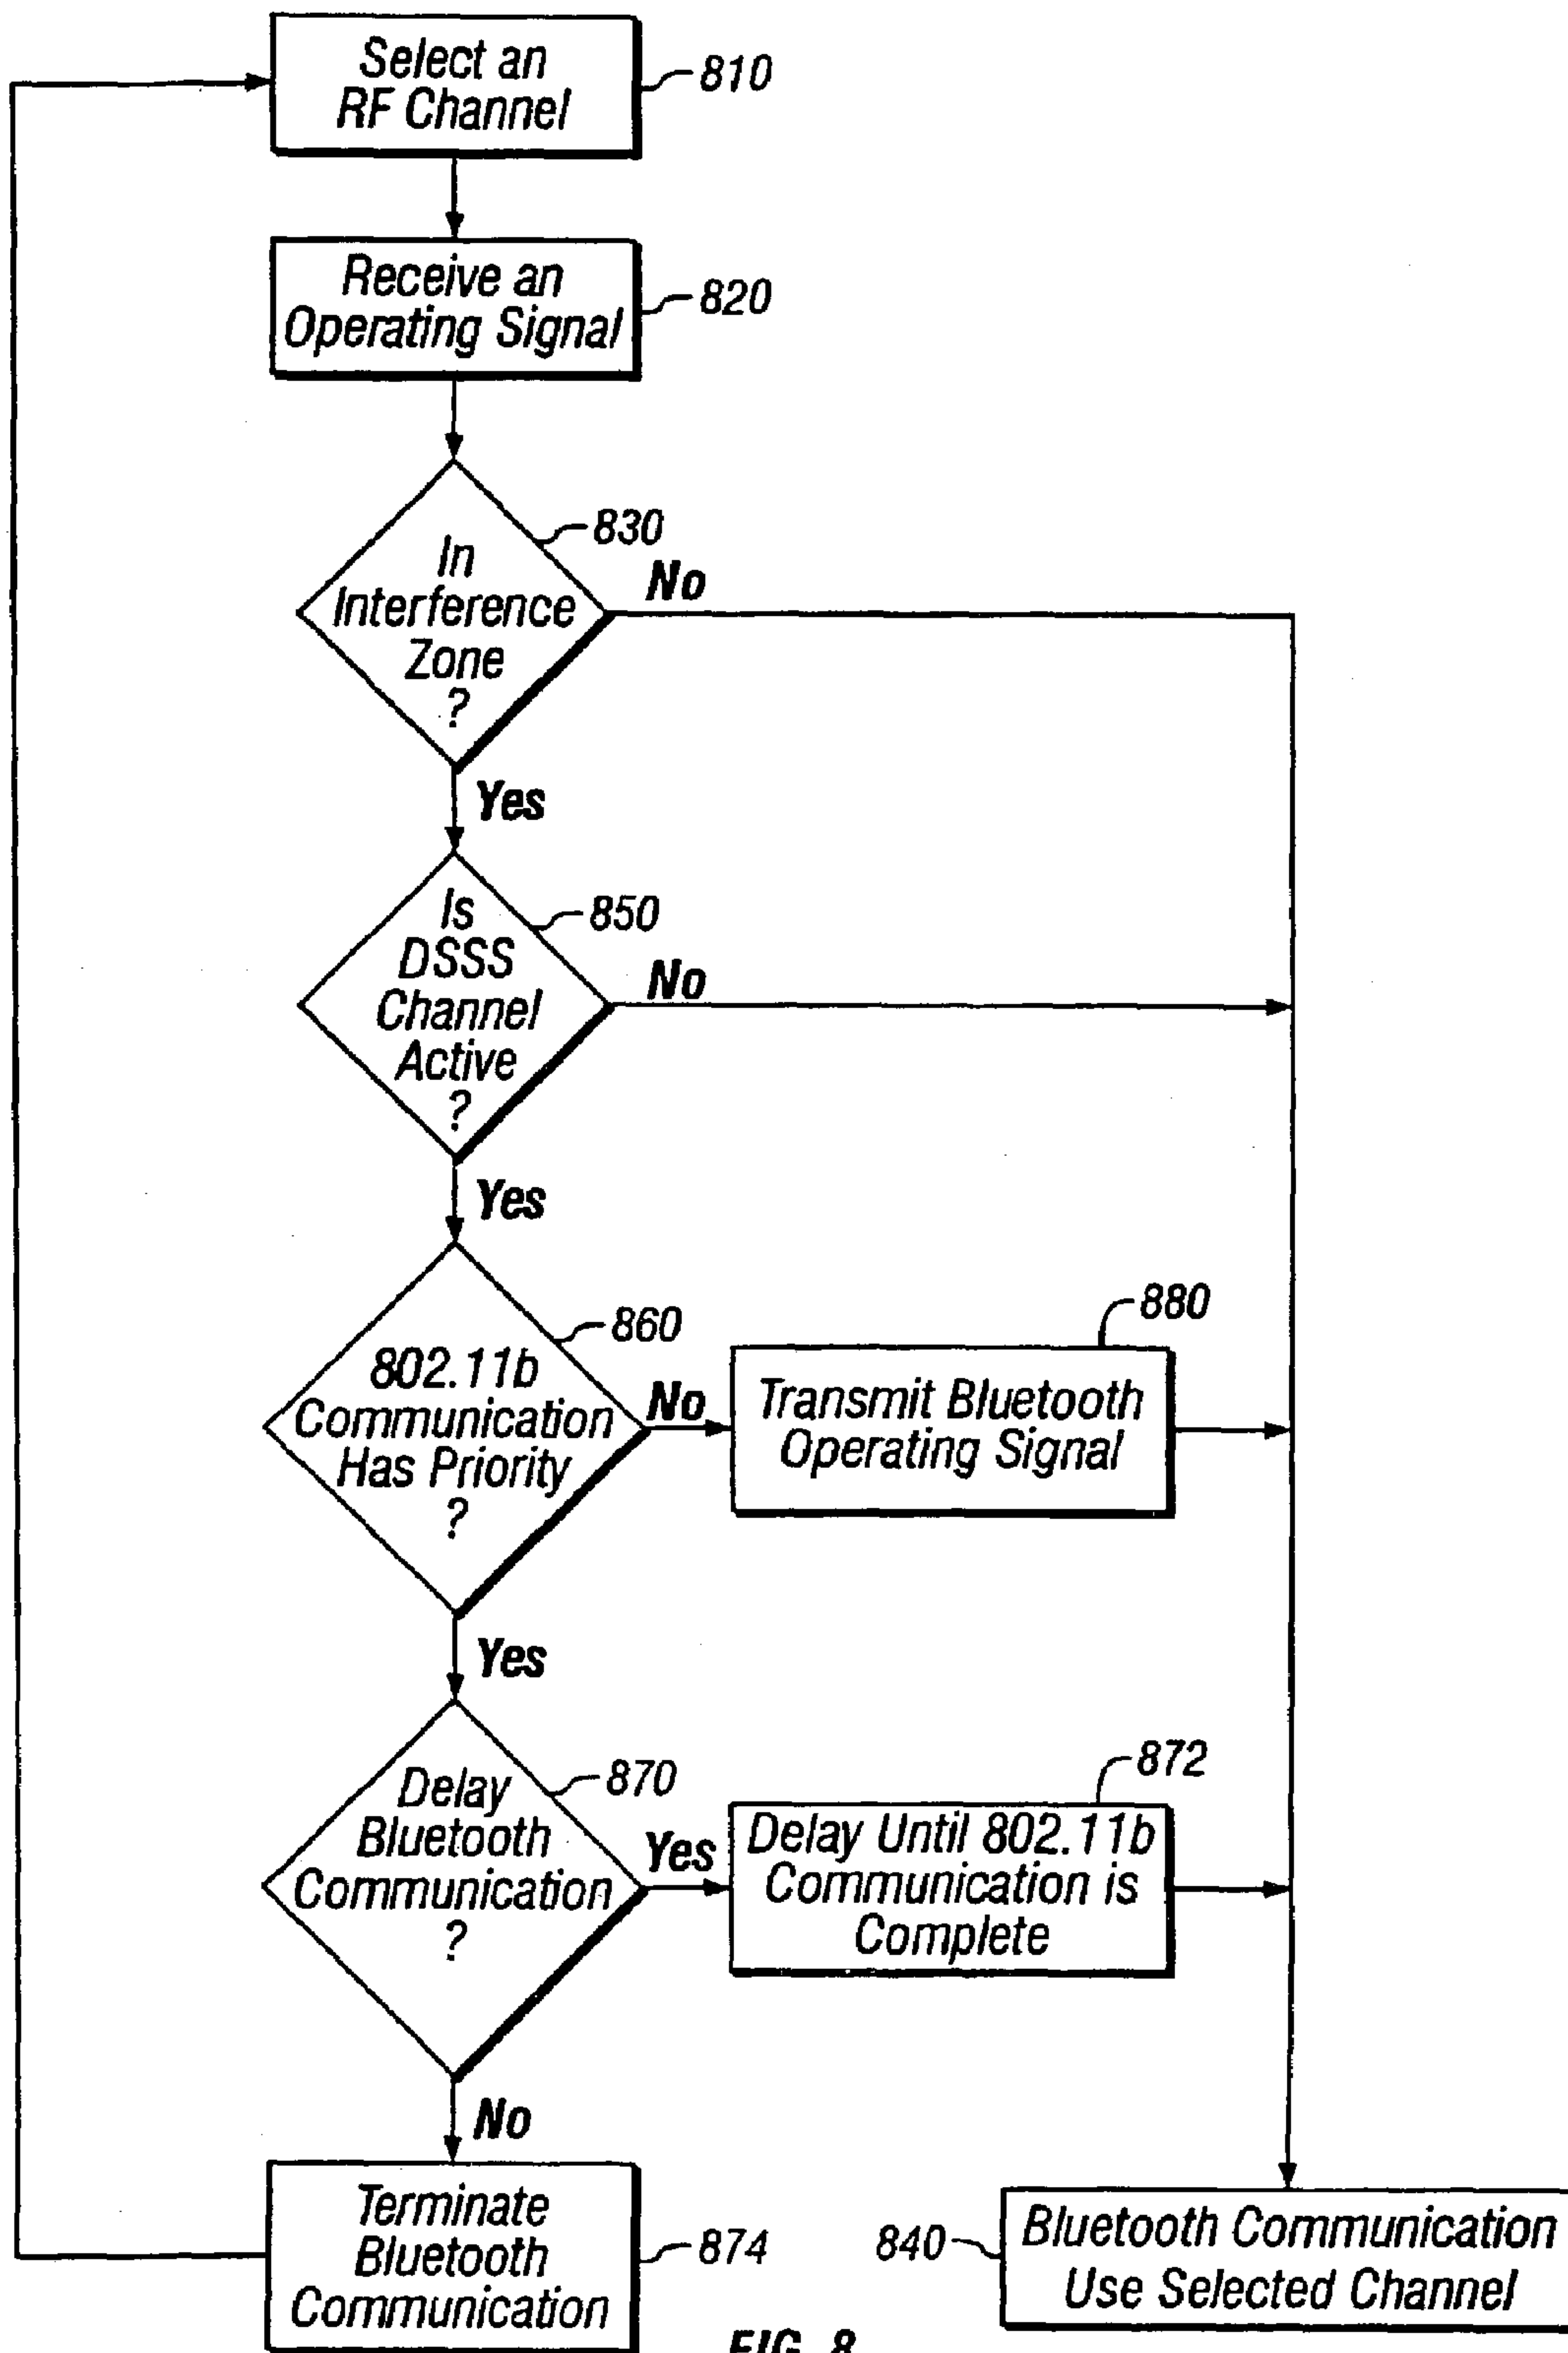 Select an
RF Channel
810
Receive an
Operating Signal
820
In
Interference
Zone
?
830
No
Yes
Is
DSSS
Channel
Active
?
850
No
Yes
802.11b
Communication
Has Priority
?
860
No
Transmit Bluetooth
Operating Signal
880
Yes
Delay
Bluetooth
Communication
?
870
Yes
Delay Until 802.11b
Communication is
Complete
872
No
Terminate
Bluetooth
Communication
874
840
Bluetooth Communication
Use Selected Channel
FIG. 8